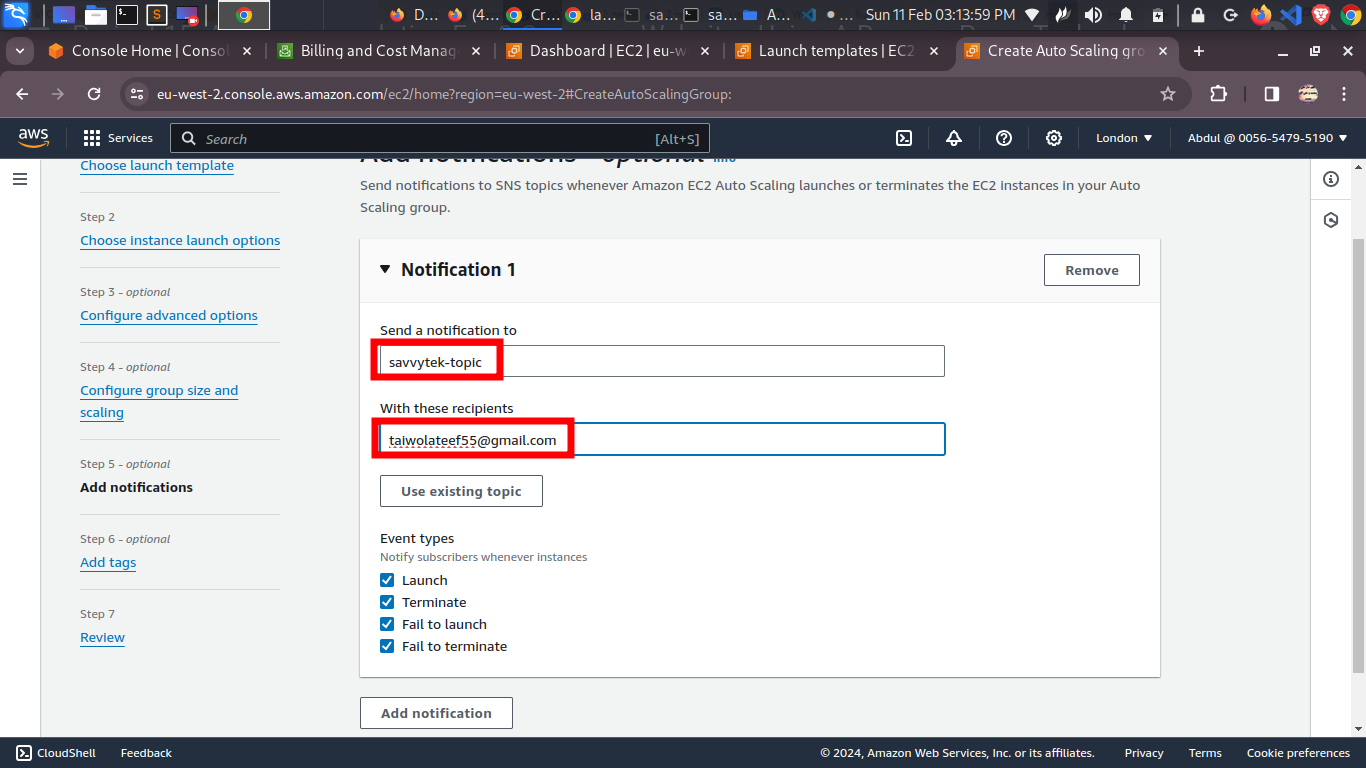 D...
(4...
Cr...
la...
sa...
sa...
A...
Sun 11 Feb 03:13:59 PM
Console Home | Consol
Billing and Cost Manag
Dashboard | EC2 | eu-w
Launch templates | EC2
Create Auto Scaling gro
eu-west-2.console.aws.amazon.com/ec2/home?region=eu-west-2#CreateAutoScalingGroup:
aws
Services
Search
[Alt+S]
London
Abdul @ 0056-5479-5190
Choose launch template
Step 2
Choose instance launch options
Step 3 - optional
Configure advanced options
Step 4 - optional
Configure group size and
scaling
Step 5 - optional
Add notifications
Step 6 - optional
Add tags
Step 7
Review
Add notifications - optional Info
Send notifications to SNS topics whenever Amazon EC2 Auto Scaling launches or terminates the EC2 instances in your Auto
Scaling group.
Notification 1
Remove
Send a notification to
savvytek-topic
With these recipients
taiwolateef55@gmail.com
Use existing topic
Event types
Notify subscribers whenever instances
Launch
Terminate
Fail to launch
Fail to terminate
Add notification
CloudShell
Feedback
© 2024, Amazon Web Services, Inc. or its affiliates.
Privacy
Terms
Cookie preferences